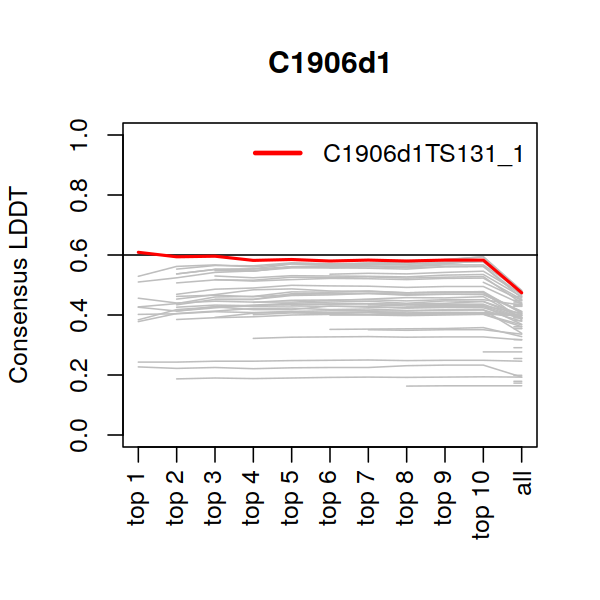 C1906d1
C1906d1TS131_1
Consensus LDDT
1.0
0.8
0.6
0.4
0.2
0.0
top 1
top 2
top 3
top 4
top 5
top 6
top 7
top 8
top 9
top 10
all